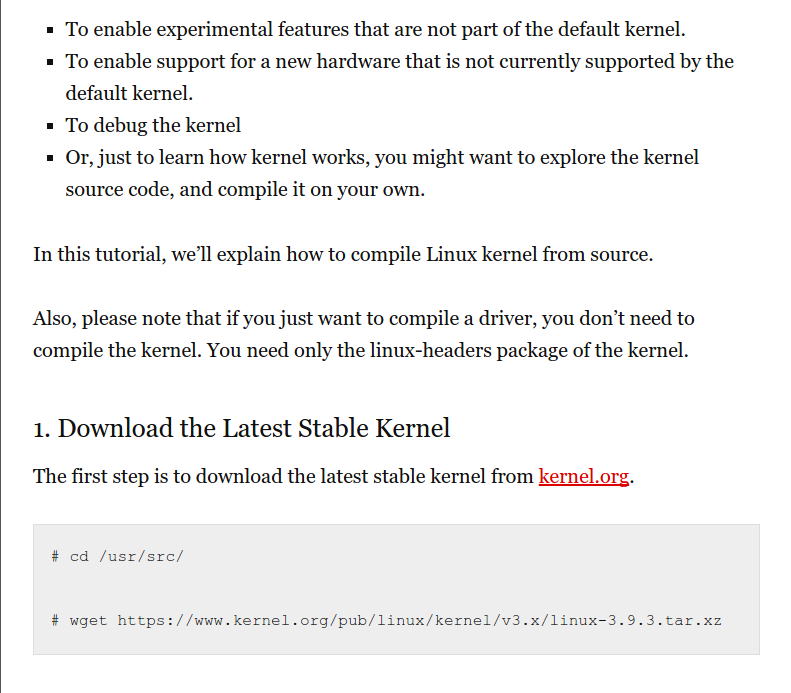 ▪ To enable experimental features that are not part of the default kernel.
▪ To enable support for a new hardware that is not currently supported by the
default kernel.
▪ To debug the kernel
▪ Or, just to learn how kernel works, you might want to explore the kernel
source code, and compile it on your own.
In this tutorial, we’ll explain how to compile Linux kernel from source.
Also, please note that if you just want to compile a driver, you don’t need to
compile the kernel. You need only the linux-headers package of the kernel.
1. Download the Latest Stable Kernel
The first step is to download the latest stable kernel from kernel.org.
# cd /usr/src/
# wget https://www.kernel.org/pub/linux/kernel/v3.x/linux-3.9.3.tar.xz